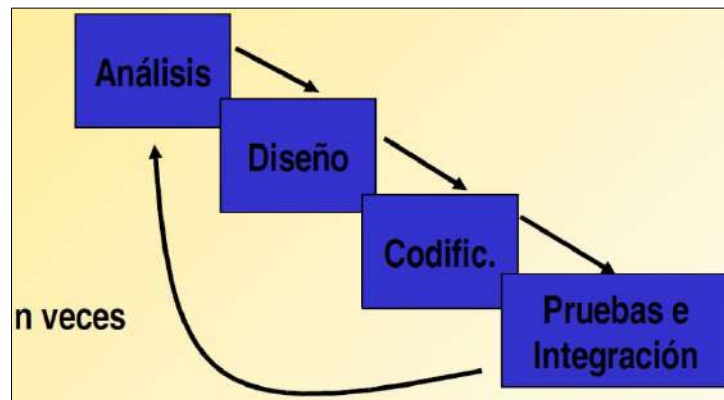 Análisis
Diseño
Codific.
n veces
Pruebas e
Integración